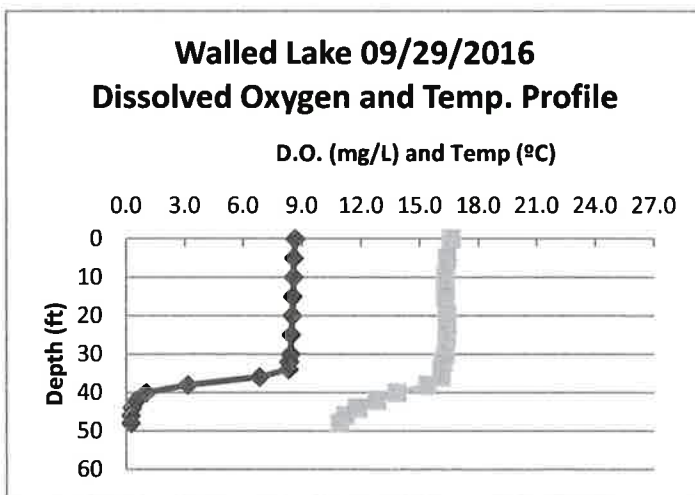 Walled Lake 09/29/2016
Dissolved Oxygen and Temp. Profile
D.O. (mg/L) and Temp (ºC)
0.0 3.0 6.0 9.0 12.0 15.0 18.0 21.0 24.0 27.0
Depth (ft)
0
10
20
30
40
50
60